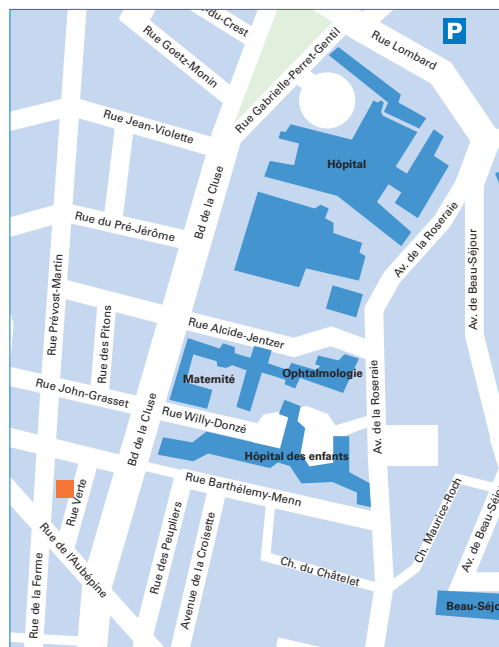 -du-Crest
P
Rue Goetz-Monin
Rue Gabrielle-Perret-Gentil
Rue Lombard
Rue Jean-Violette
Hôpital
Bd de la Cluse
Rue du Pré-Jérôme
Av. de la Roseraie
Av. de Beau-Séjour
Rue Prévost-Martin
Rue des Pitons
Rue Alcide-Jentzer
Maternité
Ophtalmologie
Av. de la Roseraie
Rue John-Grasset
Bd de la Cluse
Rue Willy-Donzé
Hôpital des enfants
Rue Barthélemy-Menn
Rue Verte
Rue de l'Aubépine
Rue de la Ferme
Rue des Peupliers
Avenue de la Croisette
Ch. du Châtelet
Ch. Maurice-Roch
Av. de Beau-Séjou
Beau-Séjo